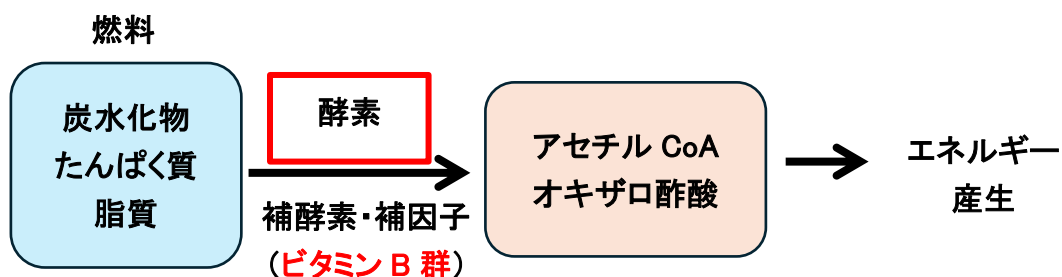 燃料
炭水化物
たんぱく質
脂質
酵素
補酵素・補因子
（ビタミン B 群）
アセチル CoA
オキザロ酢酸
エネルギー
産生